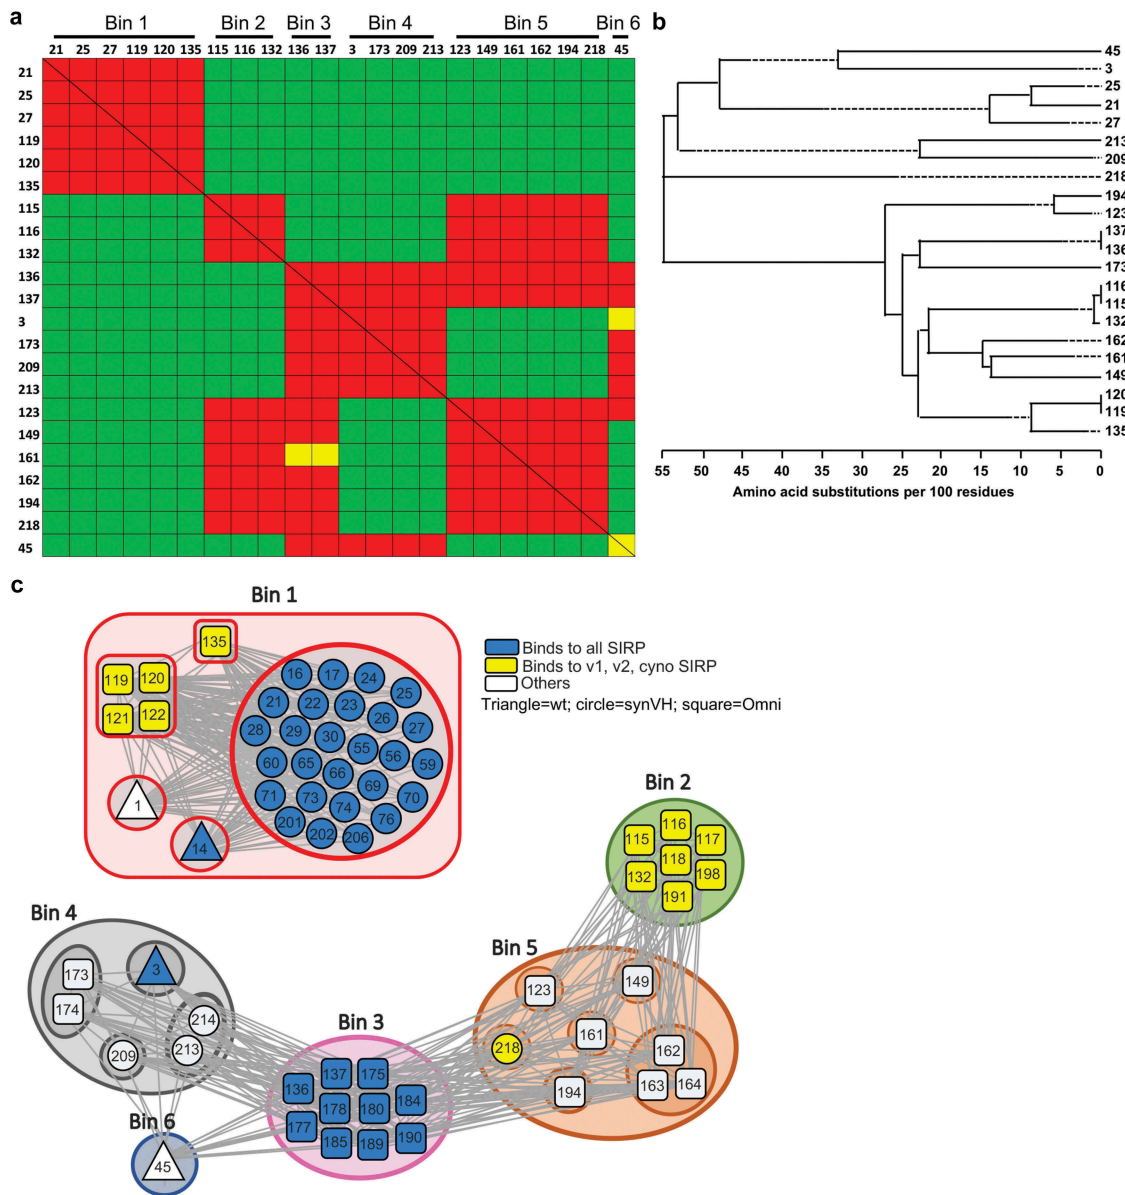 a
Bin 1 Bin 2 Bin 3 Bin 4 Bin 5 Bin 6
21 25 27 119 120 135 115 116 132 136 137 3 173 209 213 123 149 161 162 194 218 45
21
25
27
119
120
135
115
116
132
136
137
3
173
209
213
123
149
161
162
194
218
45
b
45
3
25
21
27
213
209
218
194
123
137
136
173
116
115
132
162
161
149
120
119
135
55 50 45 40 35 30 25 20 15 10 5 0
Amino acid substitutions per 100 residues
c
Bin 1
135
119 120
121 122
1
14
16 17 24 25
21 22 23 26 27
28 29 30 55 56 59
60 65 66 69 70
71 73 74 76
201 202 206
Binds to all SIRP
Binds to v1, v2, cyno SIRP
Others
Triangle=wt; circle=synVH; square=Omni
Bin 2
115 116 117
118
132 198
191
Bin 4
173 3
174 214
209 213
Bin 5
123 149
218 161
162
194 163 164
Bin 3
137 175
136 184
178 180
177 190
185 189
Bin 6
45